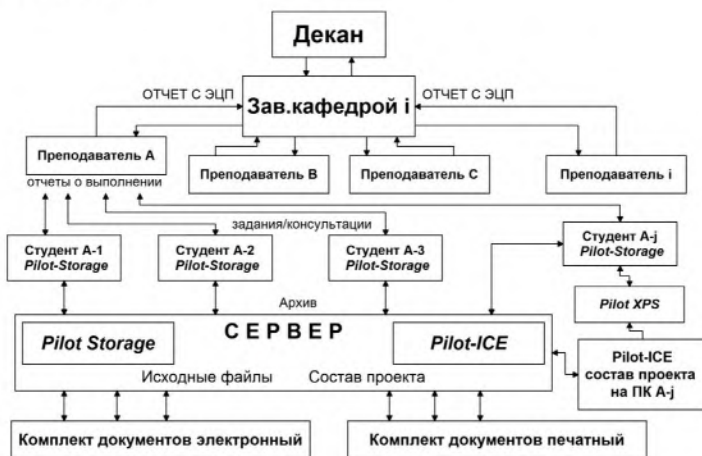 Декан
ОТЧЕТ С ЭЦП
Зав.кафедрой i
ОТЧЕТ С ЭЦП
Преподаватель А
Преподаватель В
Преподаватель С
Преподаватель i
отчеты о выполнении
задания/консультации
Студент А-1
Pilot-Storage
Студент А-2
Pilot-Storage
Студент А-3
Pilot-Storage
Студент А-j
Pilot-Storage
Архив
Pilot XPS
СЕРВЕР
Pilot Storage
Pilot-ICE
Исходные файлы
Состав проекта
Pilot-ICE
состав проекта
на ПК А-j
Комплект документов электронный
Комплект документов печатный